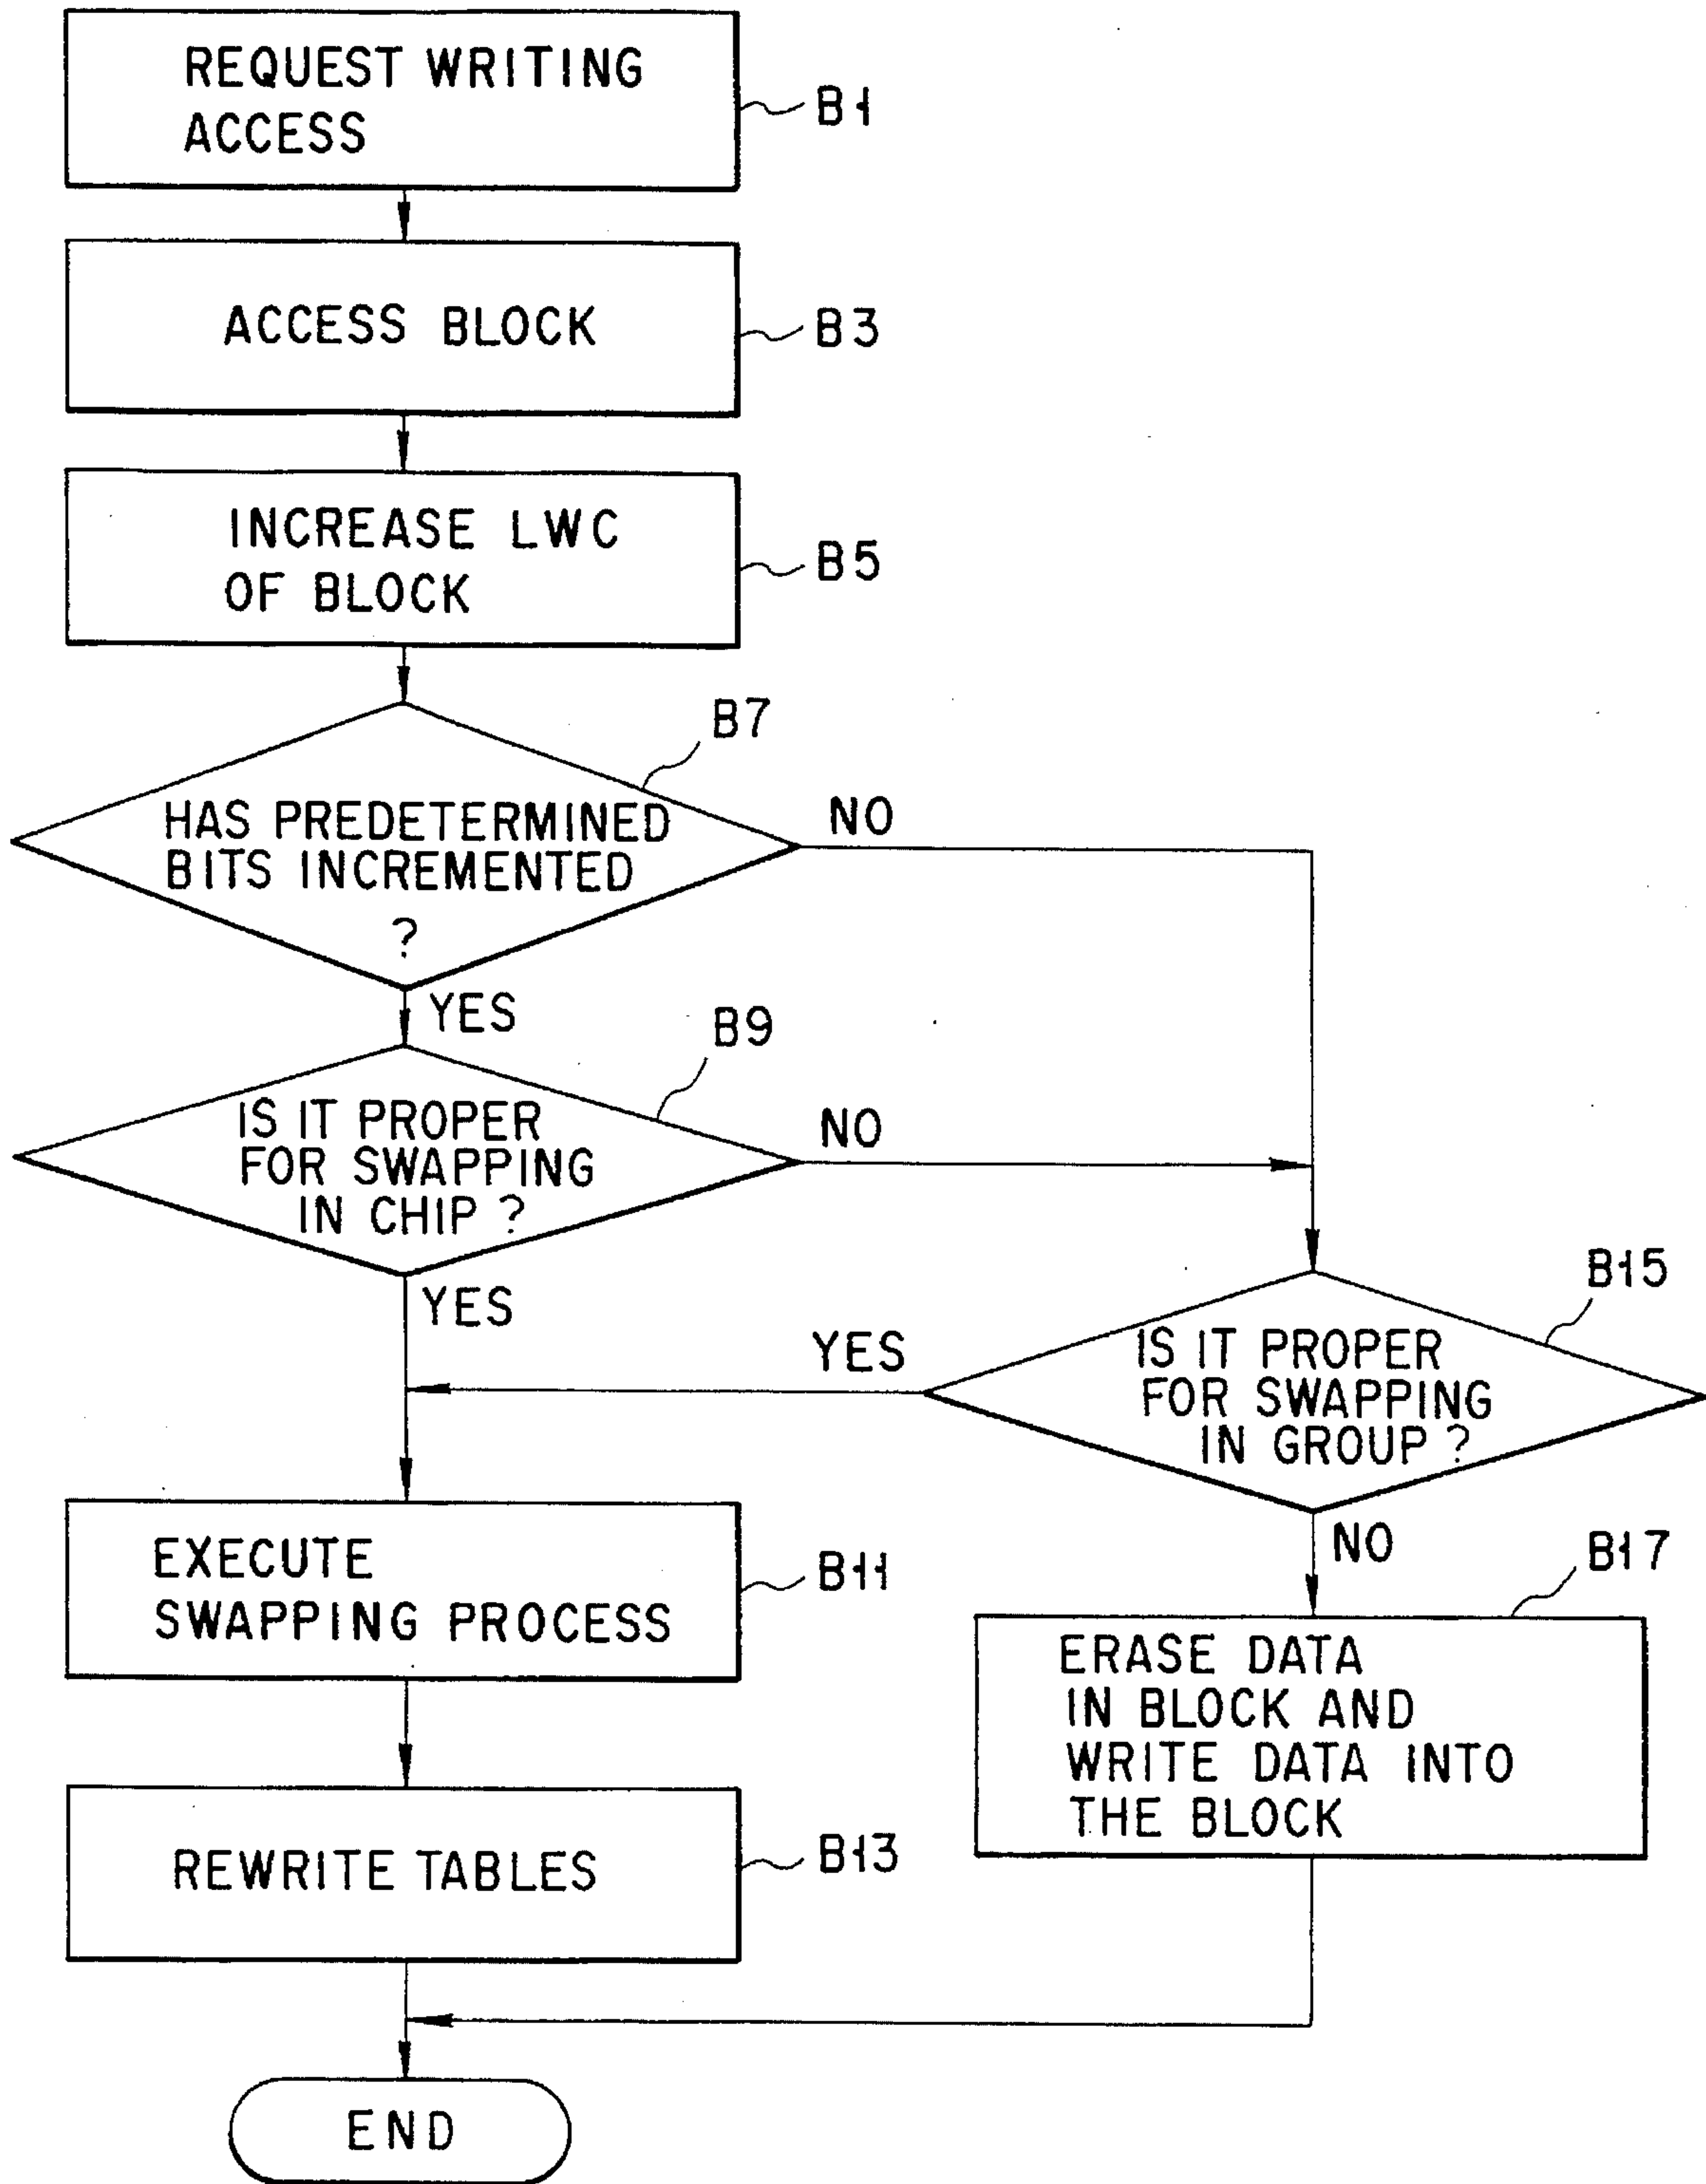 REQUEST WRITING
ACCESS
B1
ACCESS BLOCK
B3
INCREASE LWC
OF BLOCK
B5
B7
HAS PREDETERMINED
BITS INCREMENTED
?
NO
YES
B9
IS IT PROPER
FOR SWAPPING
IN CHIP ?
NO
YES
B15
IS IT PROPER
FOR SWAPPING
IN GROUP ?
YES
NO
EXECUTE
SWAPPING PROCESS
B11
B17
ERASE DATA
IN BLOCK AND
WRITE DATA INTO
THE BLOCK
REWRITE TABLES
B13
END